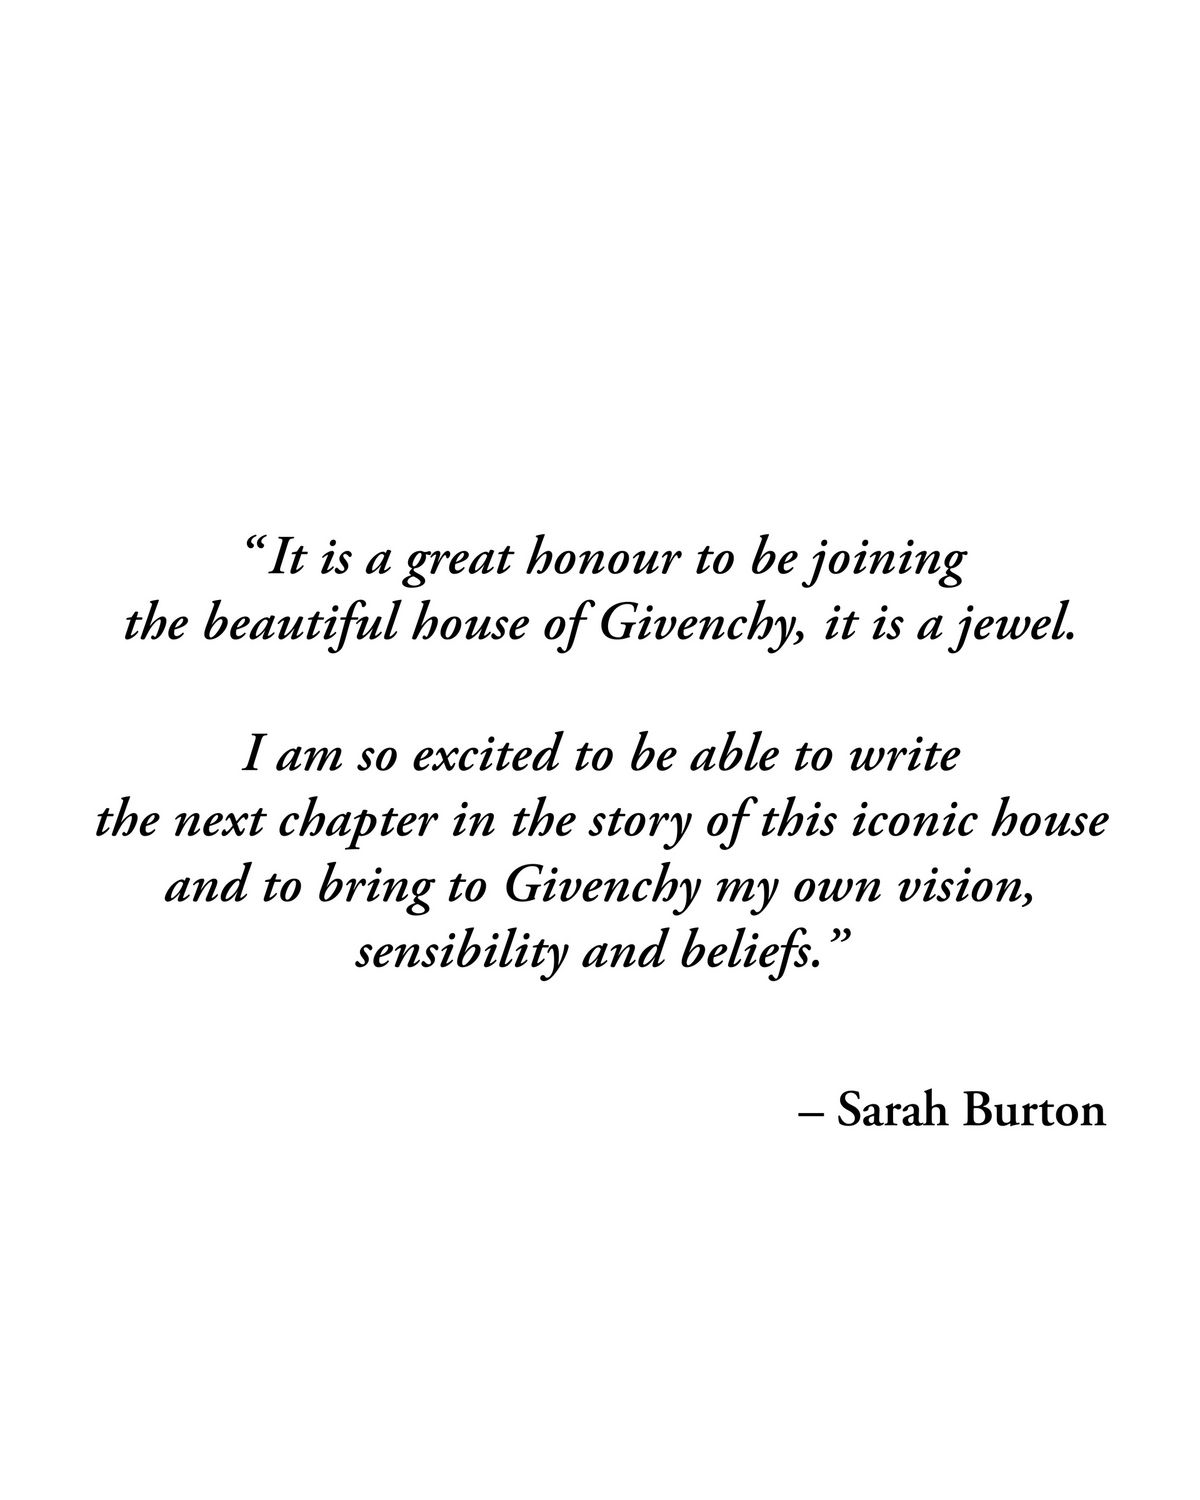 “It is a great honour to be joining
the beautiful house of Givenchy, it is a jewel.
I am so excited to be able to write
the next chapter in the story of this iconic house
and to bring to Givenchy my own vision,
sensibility and beliefs.”
– Sarah Burton